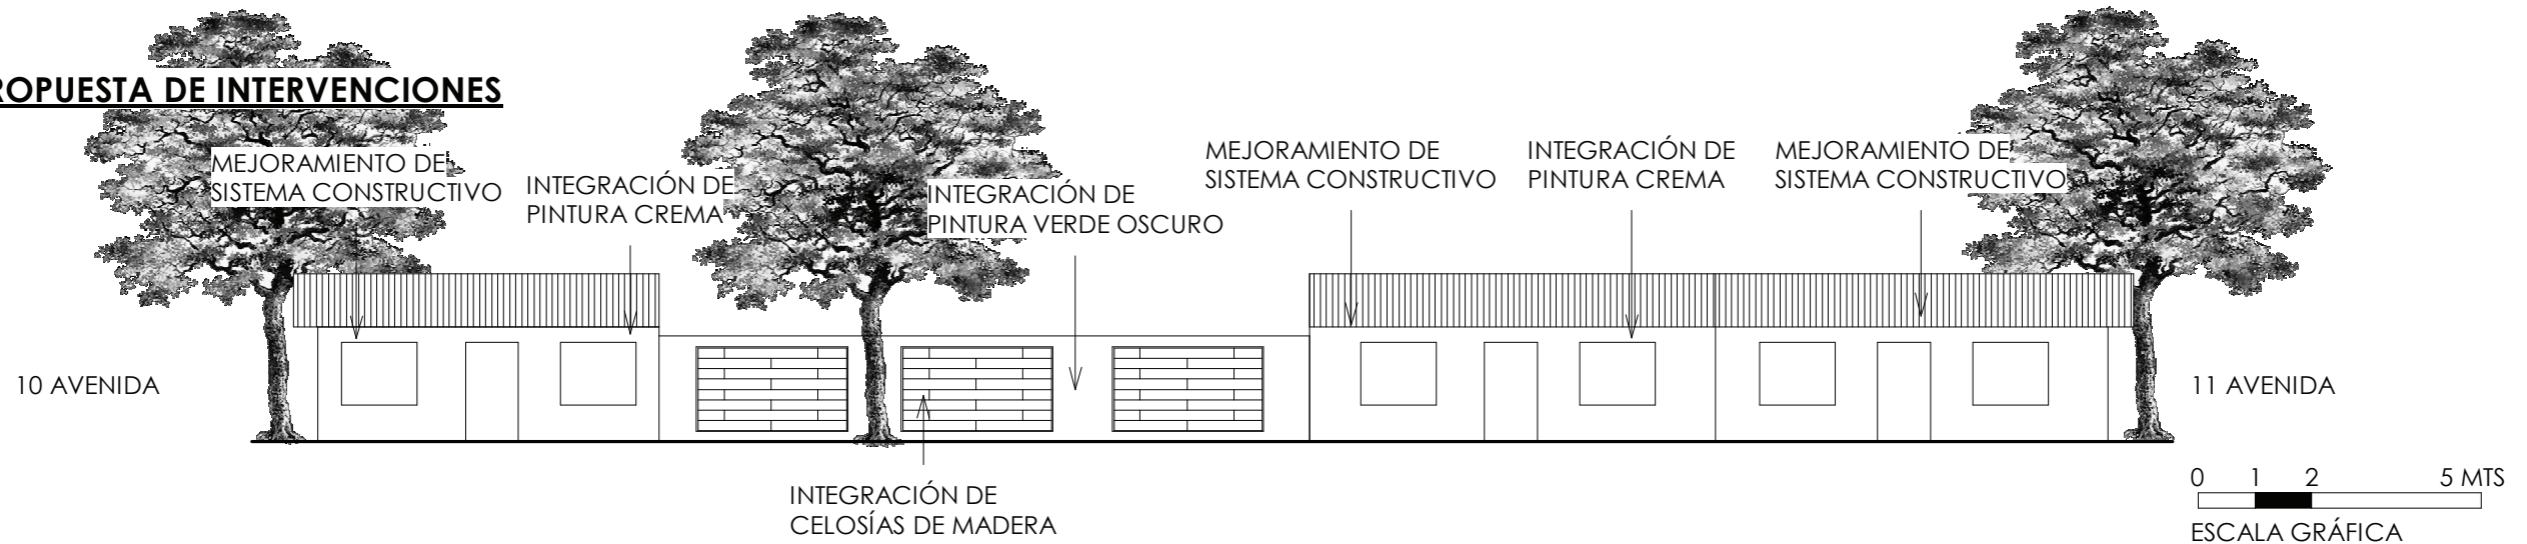 ROPUESTA DE INTERVENCIONES
MEJORAMIENTO DE
SISTEMA CONSTRUCTIVO
INTEGRACIÓN DE
PINTURA CREMA
INTEGRACIÓN DE
PINTURA VERDE OSCURO
MEJORAMIENTO DE
SISTEMA CONSTRUCTIVO
INTEGRACIÓN DE
PINTURA CREMA
MEJORAMIENTO DE
SISTEMA CONSTRUCTIVO
10 AVENIDA
11 AVENIDA
INTEGRACIÓN DE
CELOSÍAS DE MADERA
0 1 2 5 MTS
ESCALA GRÁFICA